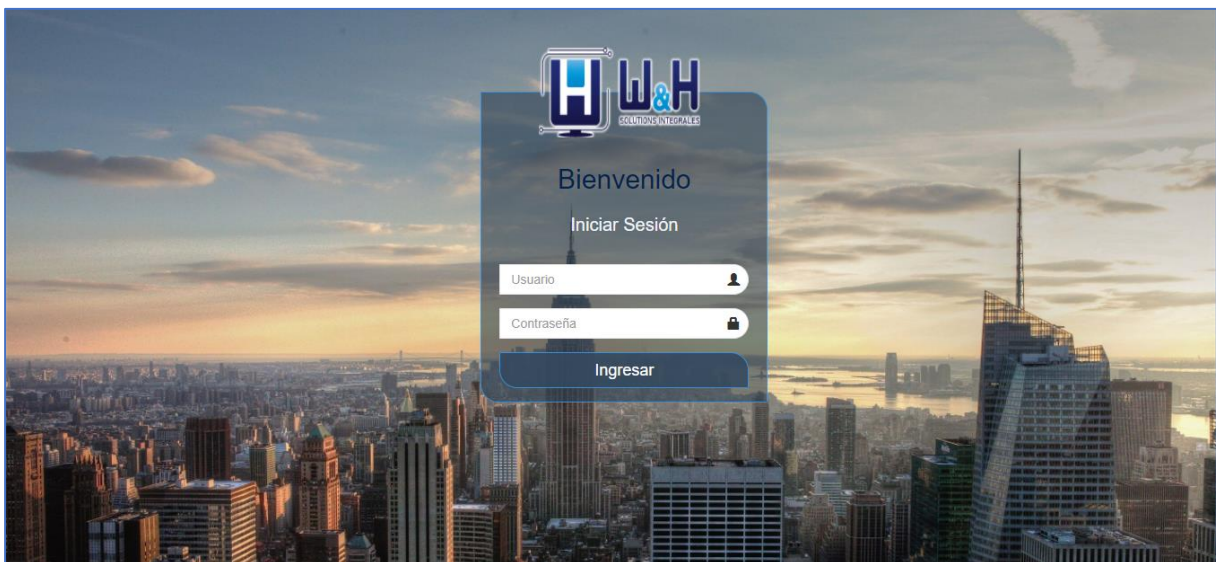 W&H
SOLUTIONS INTEGRALES
Bienvenido
Iniciar Sesión
Usuario
Contraseña
Ingresar